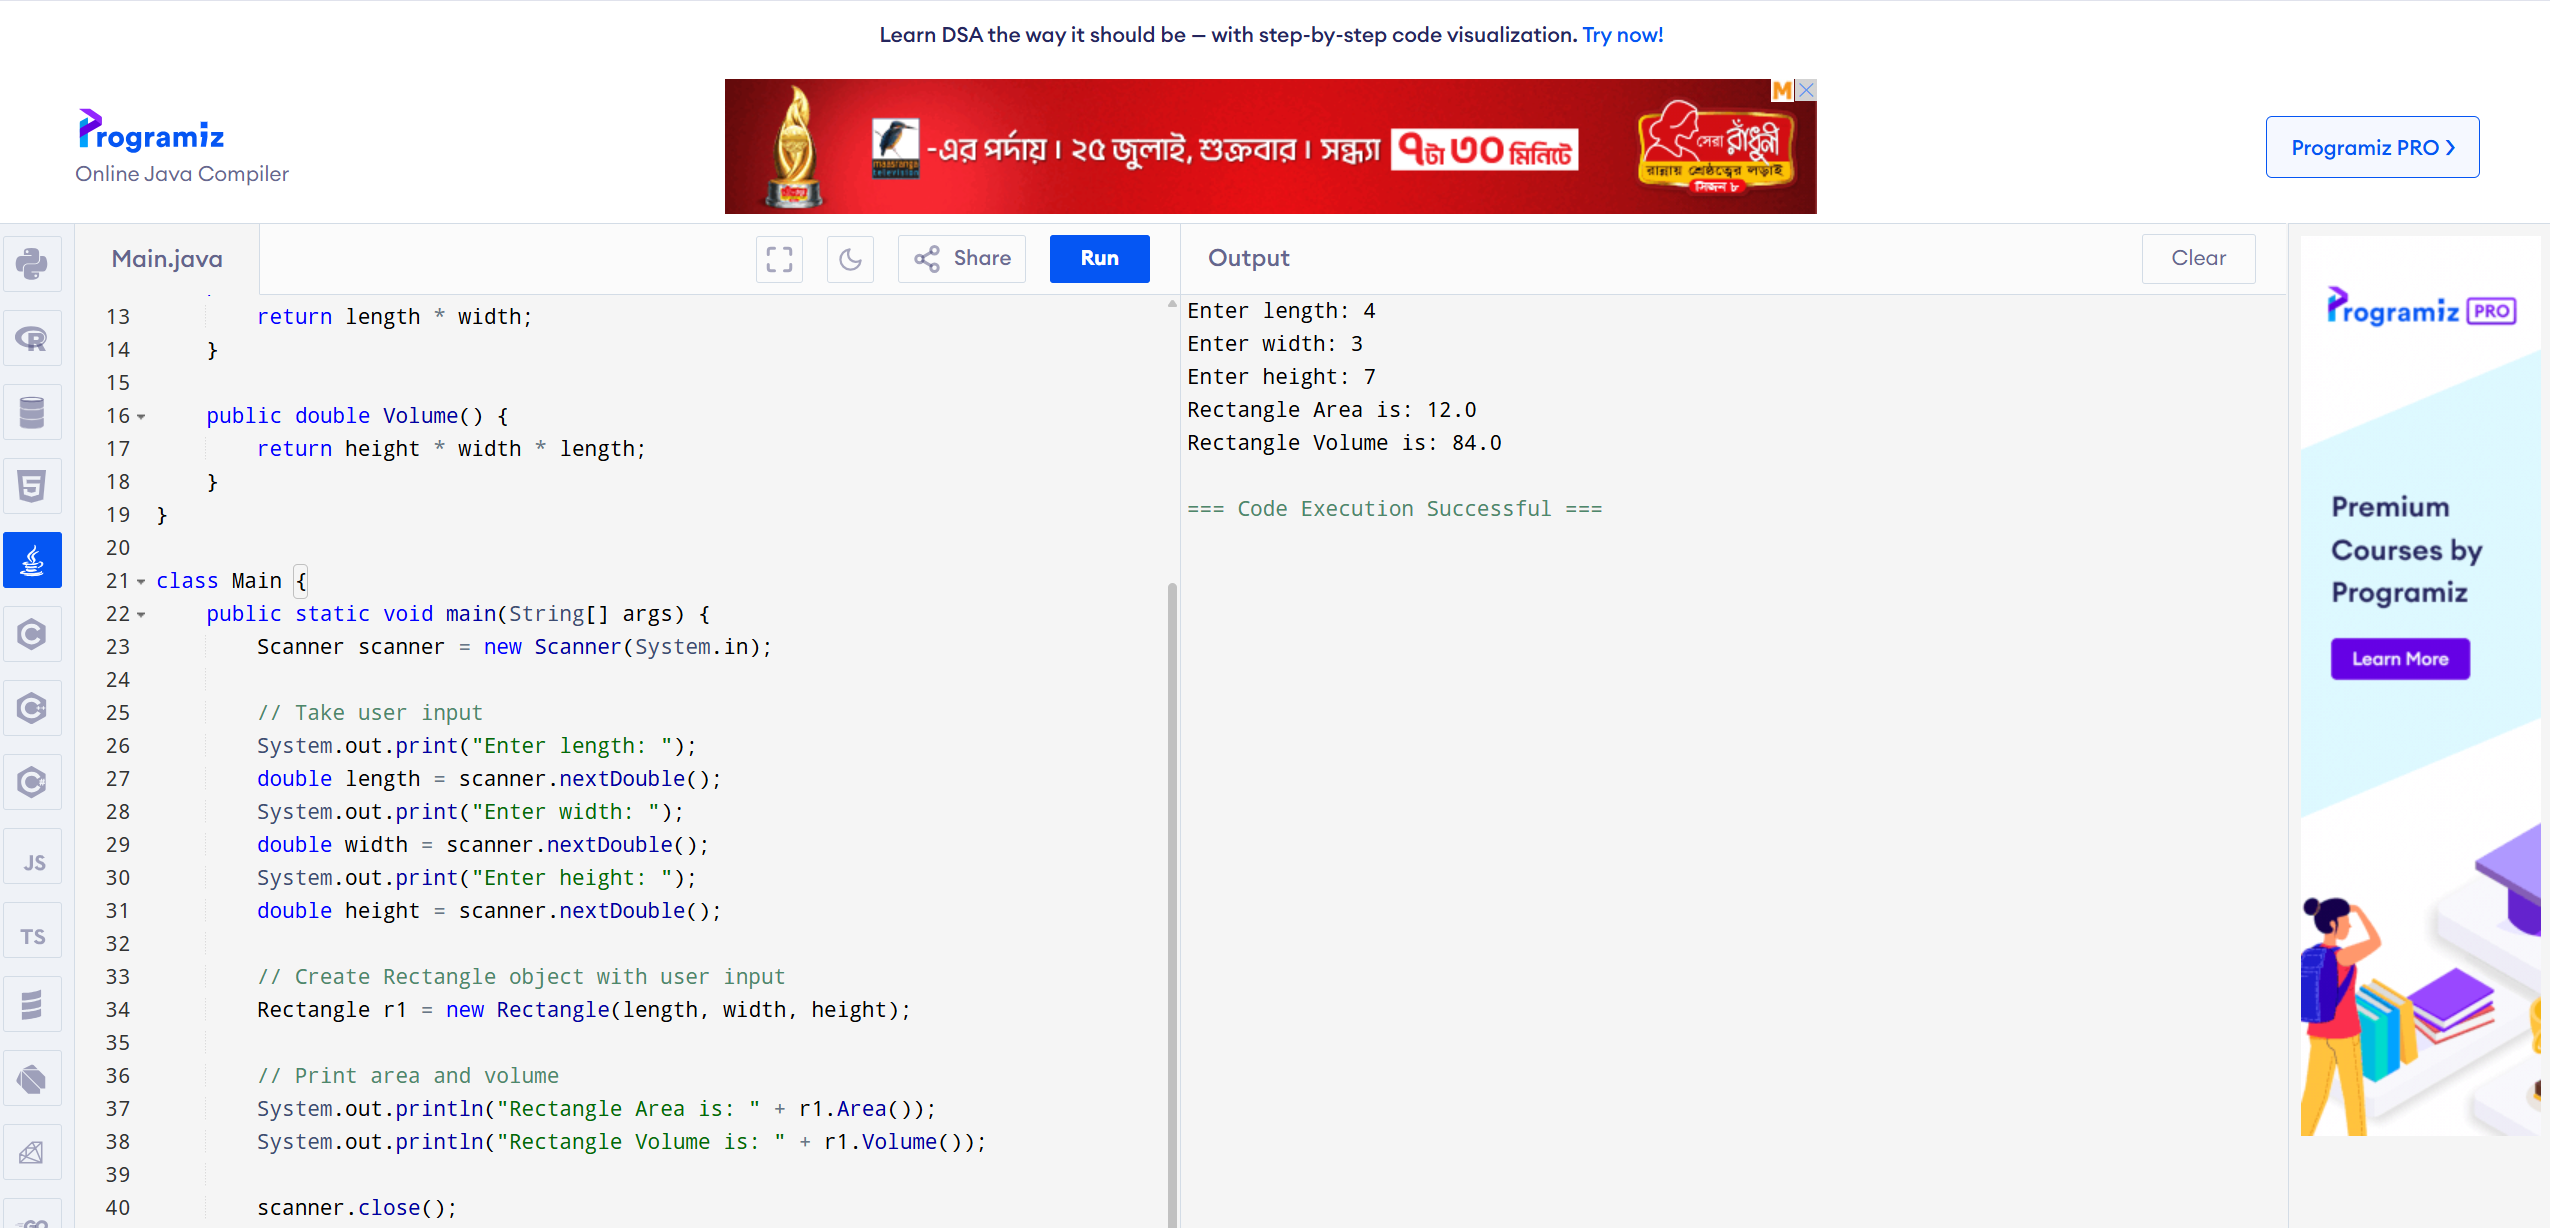 Learn DSA the way it should be — with step-by-step code visualization. Try now!
Programiz
Online Java Compiler
maasranga
television
-এর পর্দায় । ২৫ জুলাই, শুক্রবার । সন্ধ্যা ৭টা ৩০ মিনিটে
সেরা রাঁধুনী
রান্নায় শ্রেষ্ঠত্বের লড়াই
সিজন ৮
M
Programiz PRO ❯
Main.java
Share
Run
13 return length * width;
14 }
15
16 public double Volume() {
17 return height * width * length;
18 }
19 }
20
21 class Main {
22 public static void main(String[] args) {
23 Scanner scanner = new Scanner(System.in);
24
25 // Take user input
26 System.out.print("Enter length: ");
27 double length = scanner.nextDouble();
28 System.out.print("Enter width: ");
29 double width = scanner.nextDouble();
30 System.out.print("Enter height: ");
31 double height = scanner.nextDouble();
32
33 // Create Rectangle object with user input
34 Rectangle r1 = new Rectangle(length, width, height);
35
36 // Print area and volume
37 System.out.println("Rectangle Area is: " + r1.Area());
38 System.out.println("Rectangle Volume is: " + r1.Volume());
39
40 scanner.close();
Output
Clear
Enter length: 4
Enter width: 3
Enter height: 7
Rectangle Area is: 12.0
Rectangle Volume is: 84.0
=== Code Execution Successful ===
Programiz PRO
Premium
Courses by
Programiz
Learn More
R
5
C
C
C
JS
TS
GO